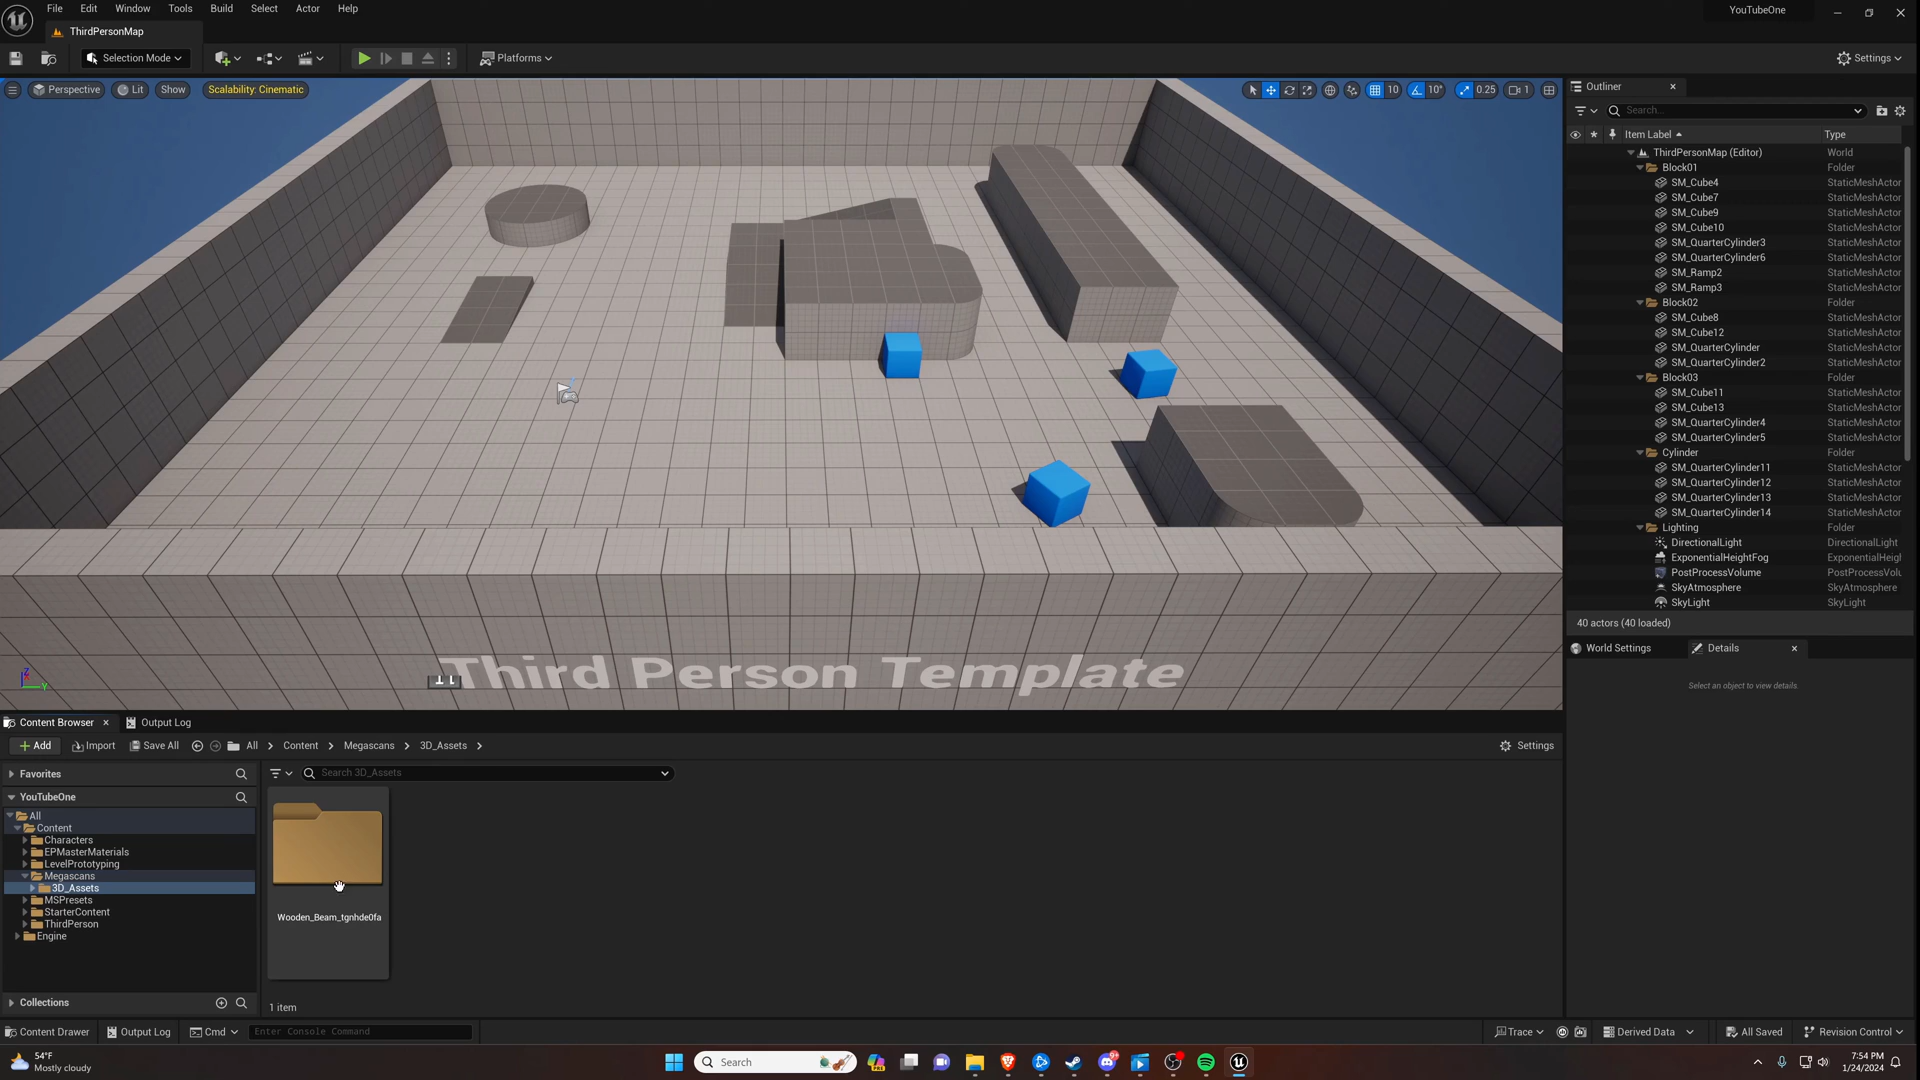 File Edit Window Tools Build Select Actor Help
YouTubeOne
ThirdPersonMap
Selection Mode
Platforms
Settings
Perspective Lit Show Scalability: Cinematic
10 10° 0.25 1
Third Person Template
Z
Y
Outliner
Search...
Item Label Type
ThirdPersonMap (Editor) World
Block01 Folder
SM_Cube4 StaticMeshActor
SM_Cube7 StaticMeshActor
SM_Cube9 StaticMeshActor
SM_Cube10 StaticMeshActor
SM_QuarterCylinder3 StaticMeshActor
SM_QuarterCylinder6 StaticMeshActor
SM_Ramp2 StaticMeshActor
SM_Ramp3 StaticMeshActor
Block02 Folder
SM_Cube8 StaticMeshActor
SM_Cube12 StaticMeshActor
SM_QuarterCylinder StaticMeshActor
SM_QuarterCylinder2 StaticMeshActor
Block03 Folder
SM_Cube11 StaticMeshActor
SM_Cube13 StaticMeshActor
SM_QuarterCylinder4 StaticMeshActor
SM_QuarterCylinder5 StaticMeshActor
Cylinder Folder
SM_QuarterCylinder11 StaticMeshActor
SM_QuarterCylinder12 StaticMeshActor
SM_QuarterCylinder13 StaticMeshActor
SM_QuarterCylinder14 StaticMeshActor
Lighting Folder
DirectionalLight DirectionalLight
ExponentialHeightFog ExponentialHeigh
PostProcessVolume PostProcessVolu
SkyAtmosphere SkyAtmosphere
SkyLight SkyLight
40 actors (40 loaded)
World Settings Details
Select an object to view details.
Content Browser Output Log
Add Import Save All All Content Megascans 3D_Assets Settings
Favorites
Search 3D_Assets
YouTubeOne
All
Content
Characters
EPMasterMaterials
LevelPrototyping
Megascans
3D_Assets
MSPresets
StarterContent
ThirdPerson
Engine
Wooden_Beam_tgnhde0fa
Collections
1 item
Content Drawer Output Log Cmd Enter Console Command Trace Derived Data All Saved Revision Control
54°F
Mostly cloudy
Search
7:54 PM
1/24/2024